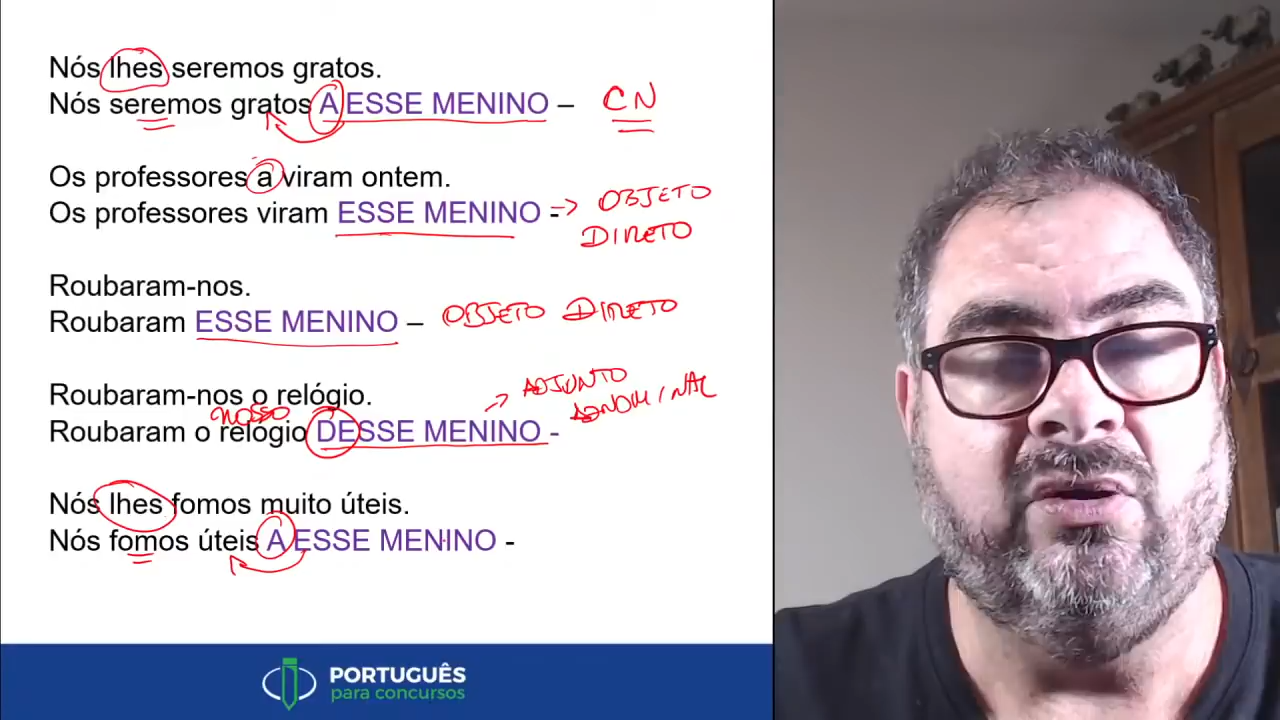 Nós lhes seremos gratos.
Nós seremos gratos A ESSE MENINO – CN
Os professores a viram ontem.
Os professores viram ESSE MENINO - OBJETO
DIRETO
Roubaram-nos.
Roubaram ESSE MENINO – OBJETO DIRETO
Roubaram-nos o relógio.
ADJUNTO
ADNOMINAL
nosso
Roubaram o relógio DESSE MENINO -
Nós lhes fomos muito úteis.
Nós fomos úteis A ESSE MENINO -
PORTUGUÊS
para concursos